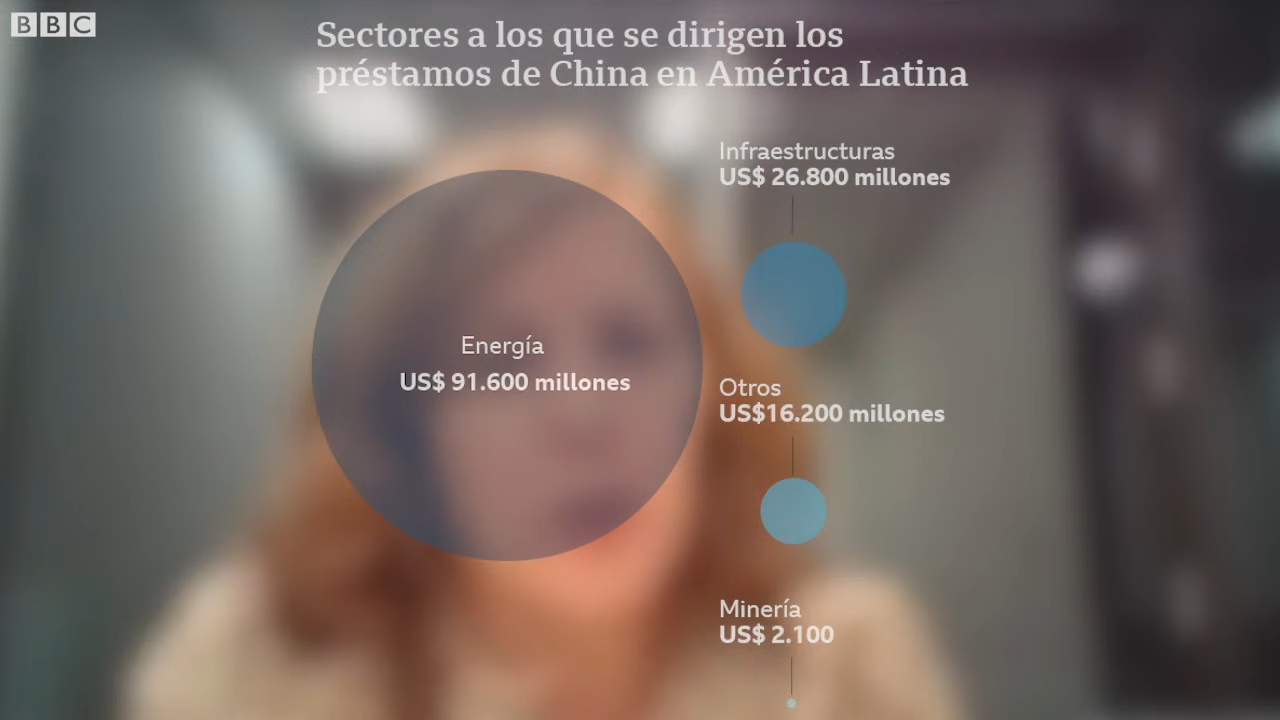 BBC
Sectores a los que se dirigen los
préstamos de China en América Latina
Infraestructuras
US$ 26.800 millones
Energía
US$ 91.600 millones
Otros
US$16.200 millones
Minería
US$ 2.100